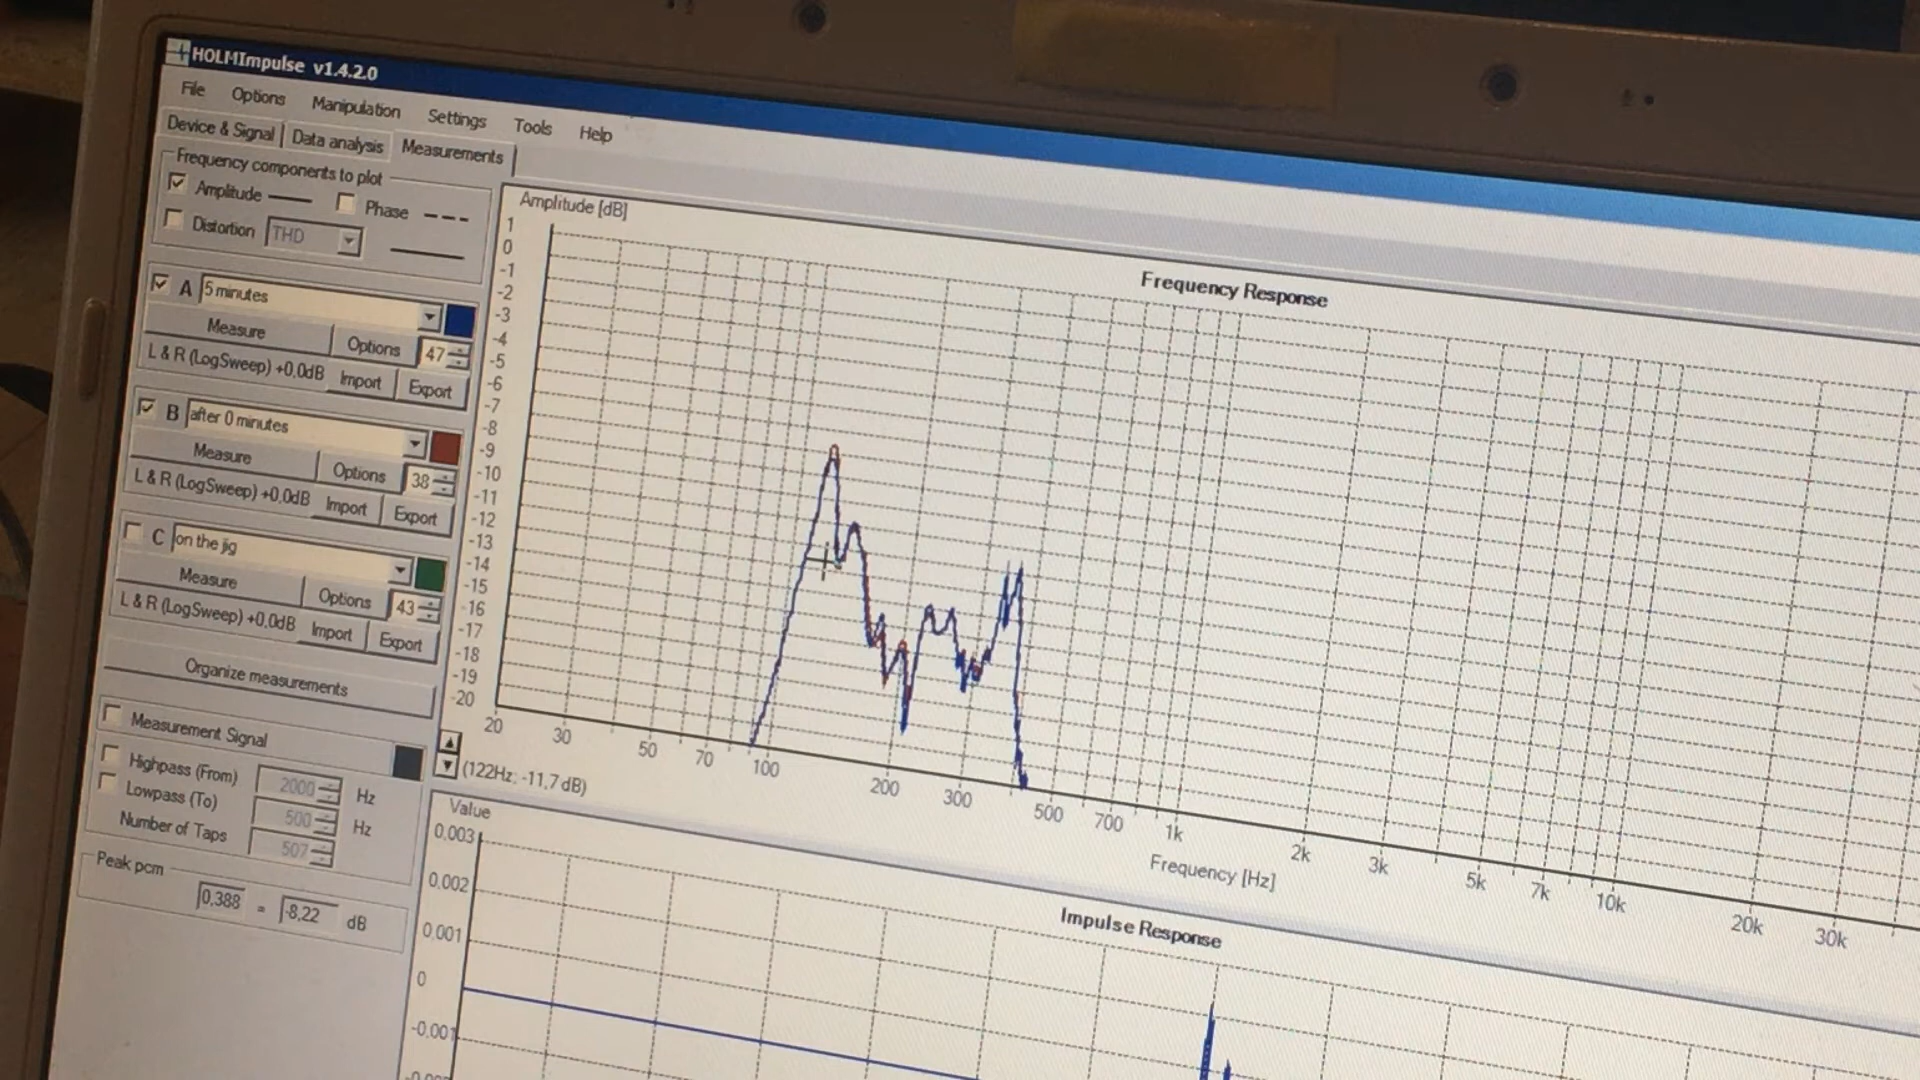 HOLMImpulse v1.4.2.0
File Options Manipulation Settings Tools Help
Device & Signal Data analysis Measurements
Frequency components to plot
Amplitude Phase
Distortion THD
A 5 minutes
Measure Options 47
L & R (LogSweep) +0,0dB Import Export
B after 0 minutes
Measure Options 38
L & R (LogSweep) +0,0dB Import Export
C on the jig
Measure Options 43
L & R (LogSweep) +0,0dB Import Export
Organize measurements
Measurement Signal
Highpass (From) 2000 Hz
Lowpass (To) 500 Hz
Number of Taps 507
Peak pcm
0,388 = -8,22 dB
Amplitude [dB]
Frequency Response
1
0
-1
-2
-3
-4
-5
-6
-7
-8
-9
-10
-11
-12
-13
-14
-15
-16
-17
-18
-19
-20
20 30 50 70 100 200 300 500 700 1k 2k 3k 5k 7k 10k 20k 30k
(122Hz, -11,7 dB)
Frequency [Hz]
Value
Impulse Response
0,003
0,002
0,001
0
-0,001